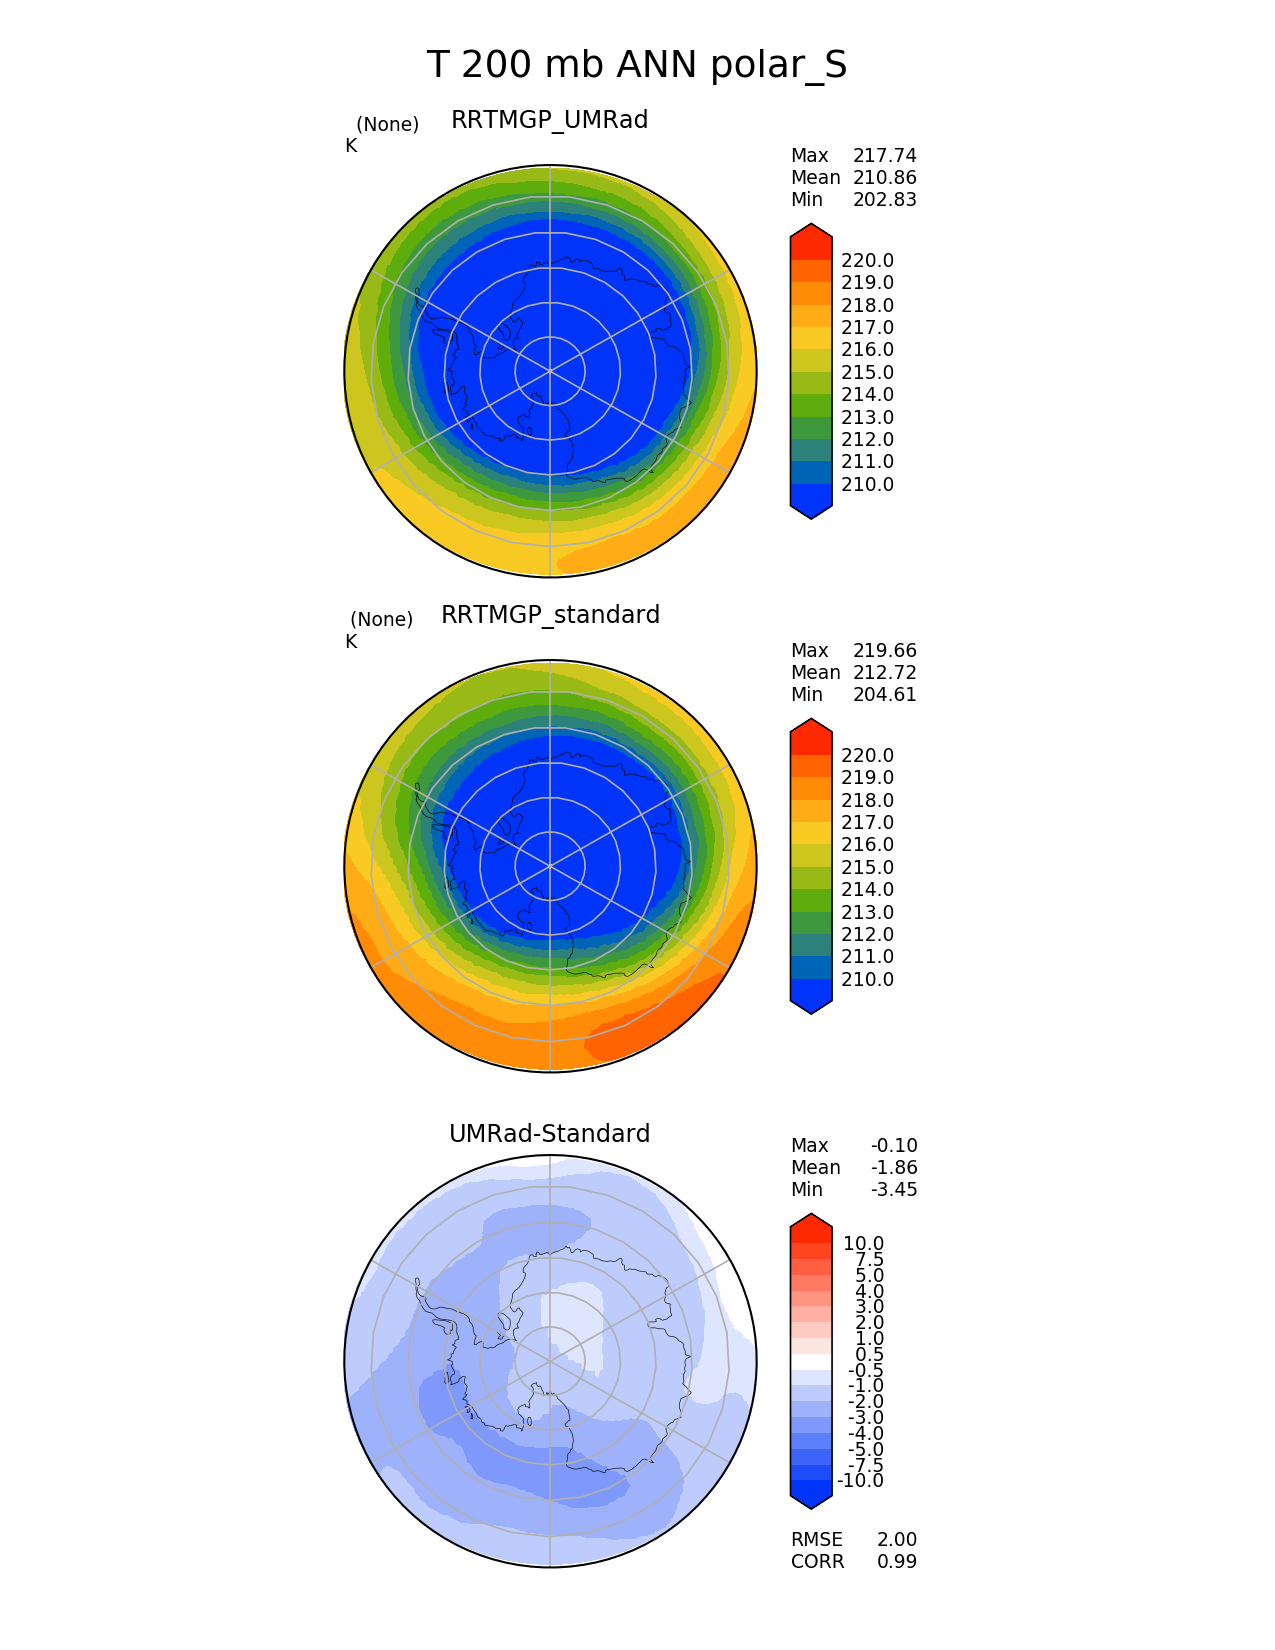 T 200 mb ANN polar_S
(None) RRTMGP_UMRad
K
Max 217.74
Mean 210.86
Min 202.83
220.0
219.0
218.0
217.0
216.0
215.0
214.0
213.0
212.0
211.0
210.0
(None) RRTMGP_standard
K
Max 219.66
Mean 212.72
Min 204.61
220.0
219.0
218.0
217.0
216.0
215.0
214.0
213.0
212.0
211.0
210.0
UMRad-Standard
Max -0.10
Mean -1.86
Min -3.45
10.0
7.5
5.0
4.0
3.0
2.0
1.0
0.5
-0.5
-1.0
-2.0
-3.0
-4.0
-5.0
-7.5
-10.0
RMSE 2.00
CORR 0.99